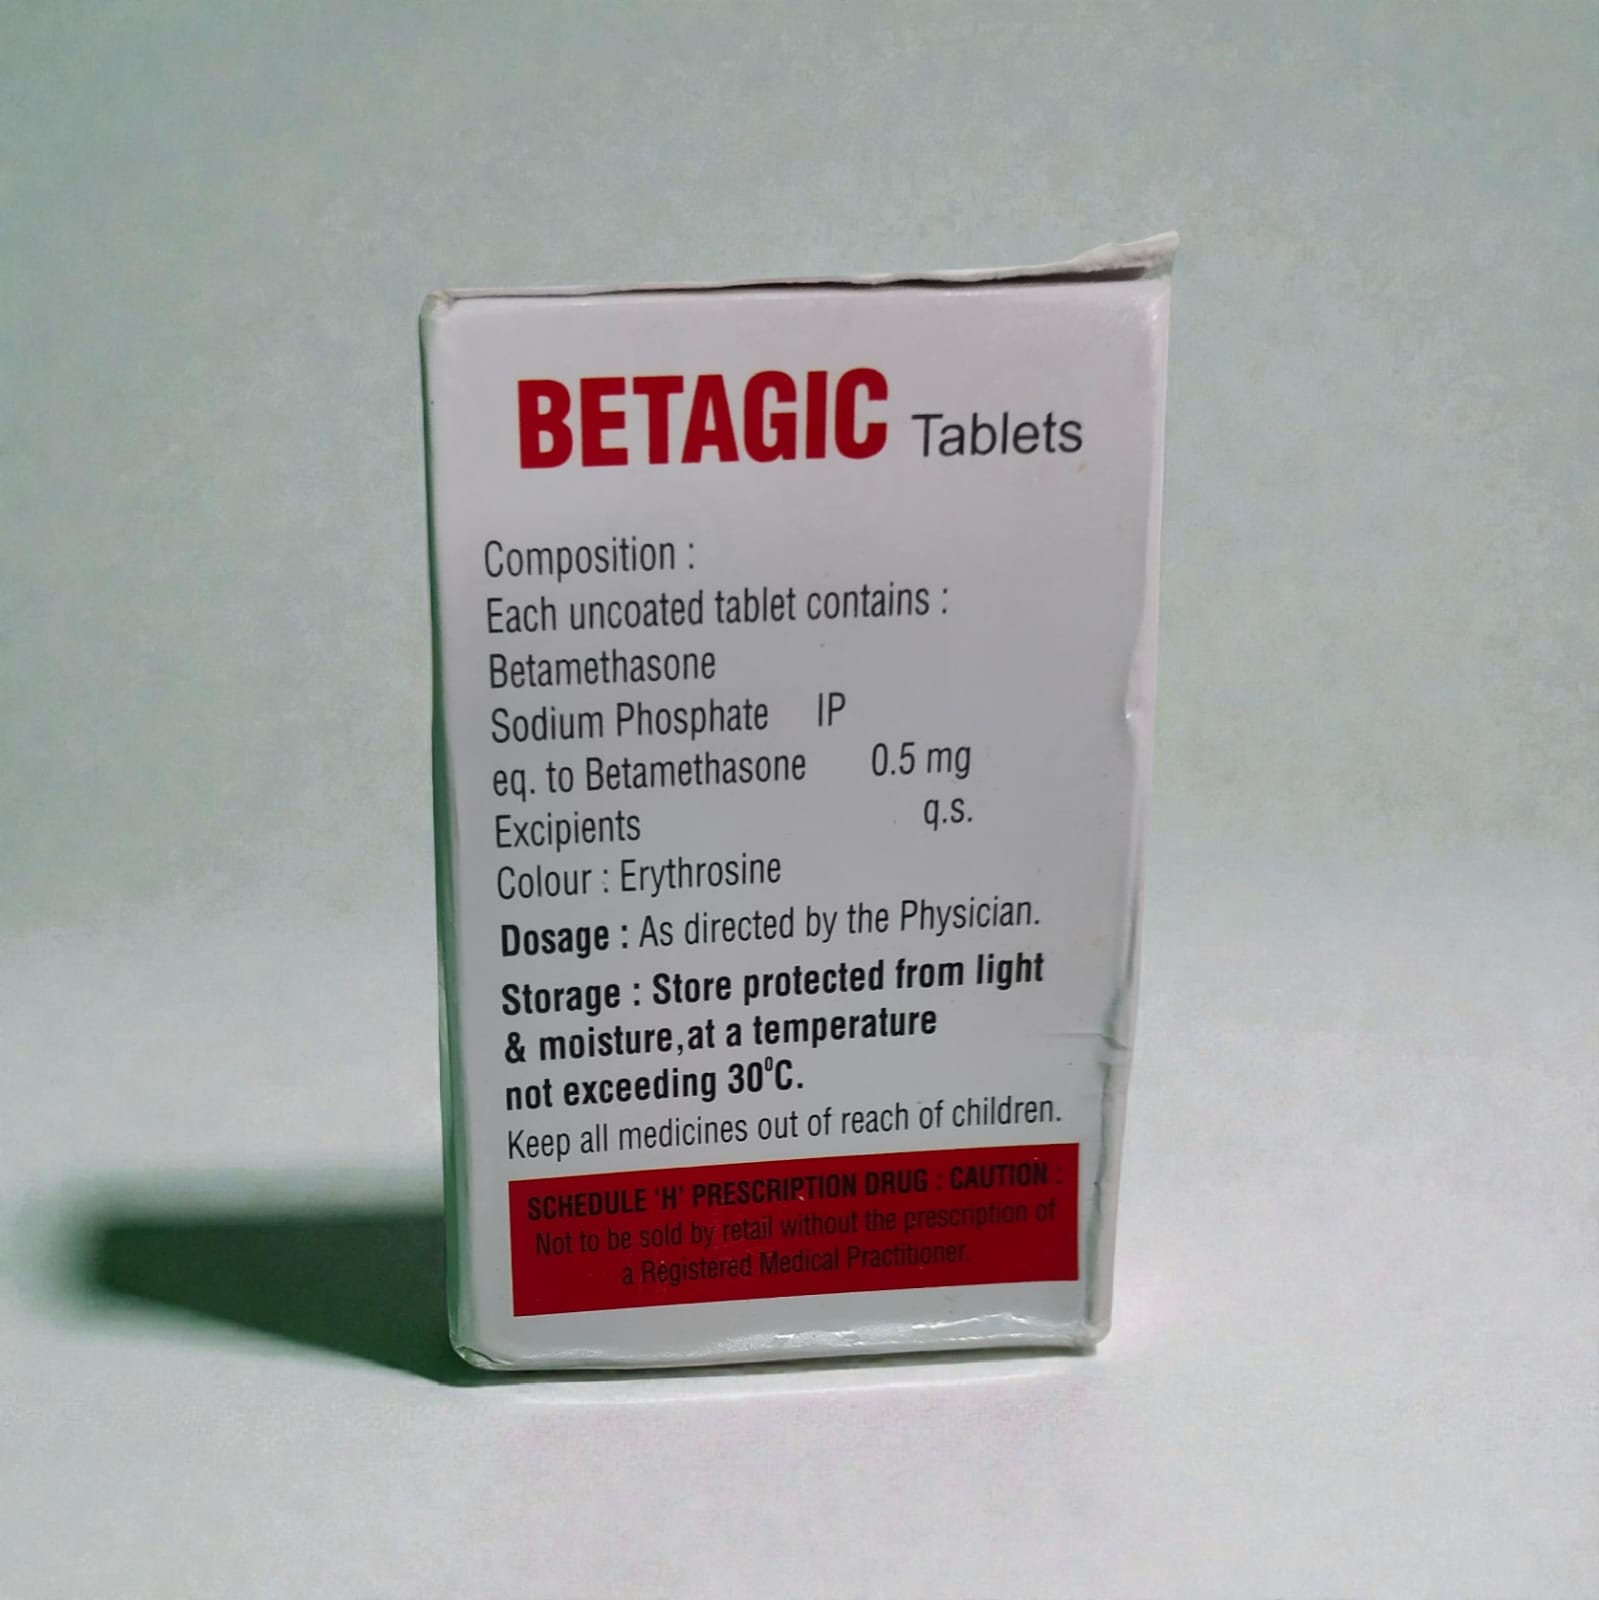 BETAGIC Tablets
Composition :
Each uncoated tablet contains :
Betamethasone
Sodium Phosphate IP
eq. to Betamethasone 0.5 mg
Excipients q.s.
Colour : Erythrosine
Dosage : As directed by the Physician.
Storage : Store protected from light
& moisture,at a temperature
not exceeding 30⁰C.
Keep all medicines out of reach of children.
SCHEDULE 'H' PRESCRIPTION DRUG : CAUTION :
Not to be sold by retail without the prescription of
a Registered Medical Practitioner.